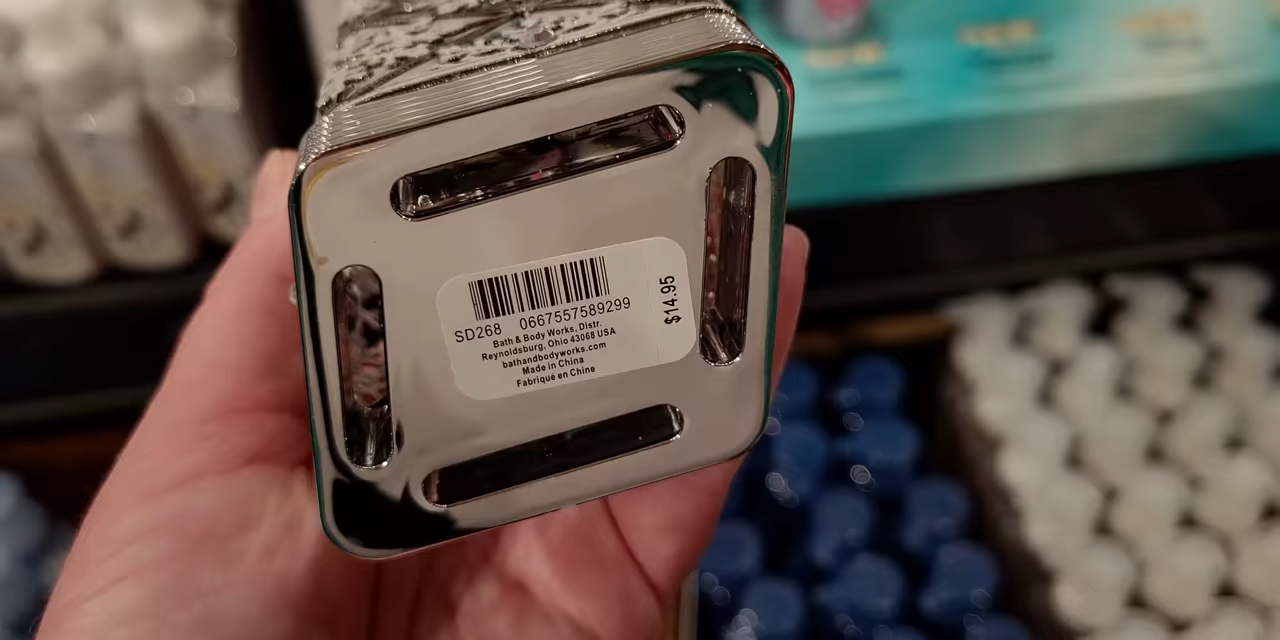 SD268 0667557589299
Bath & Body Works, Distr.
Reynoldsburg, Ohio 43068 USA
bathandbodyworks.com
Made in China
Fabriqué en Chine
$14.95